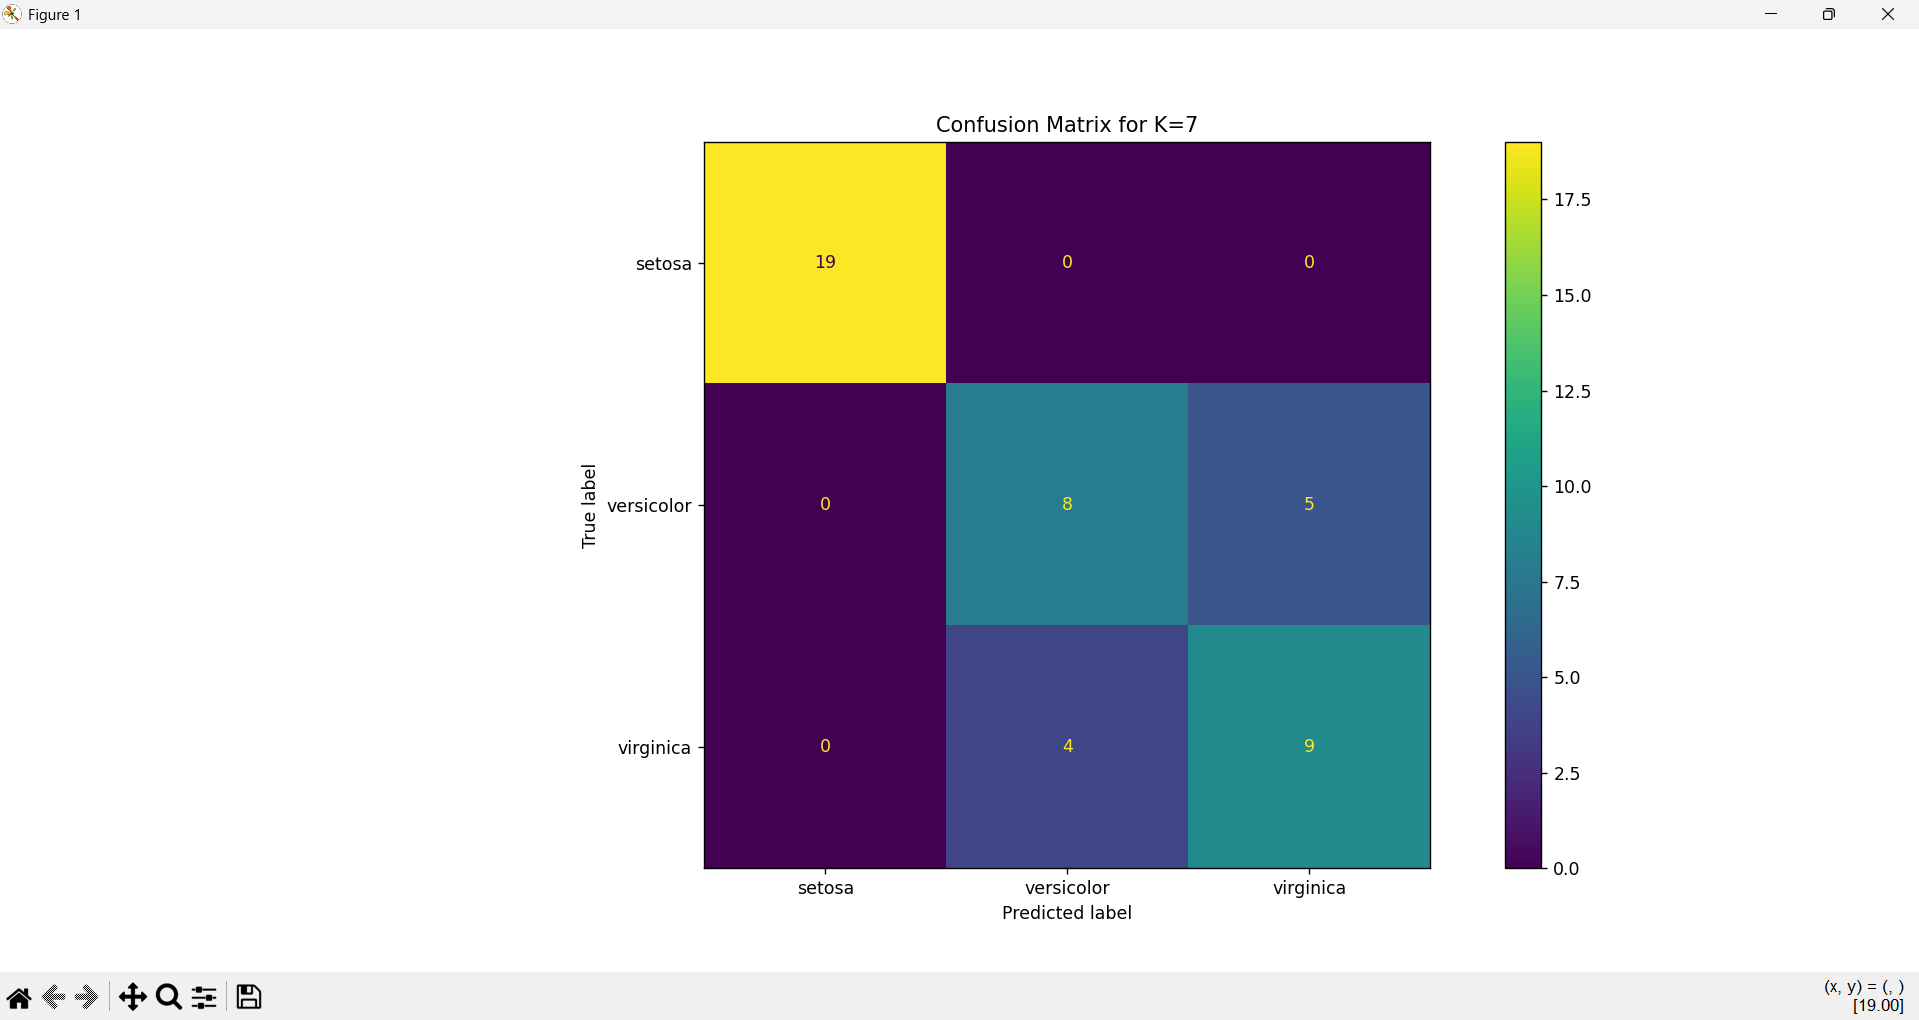 Figure 1
Confusion Matrix for K=7
setosa
19
0
0
versicolor
0
8
5
virginica
0
4
9
True label
setosa
versicolor
virginica
Predicted label
17.5
15.0
12.5
10.0
7.5
5.0
2.5
0.0
(x, y) = (, )
[19.00]